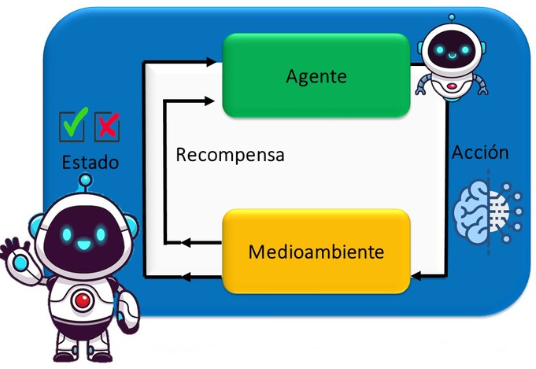 Agente
Estado
Recompensa
Acción
Medioambiente